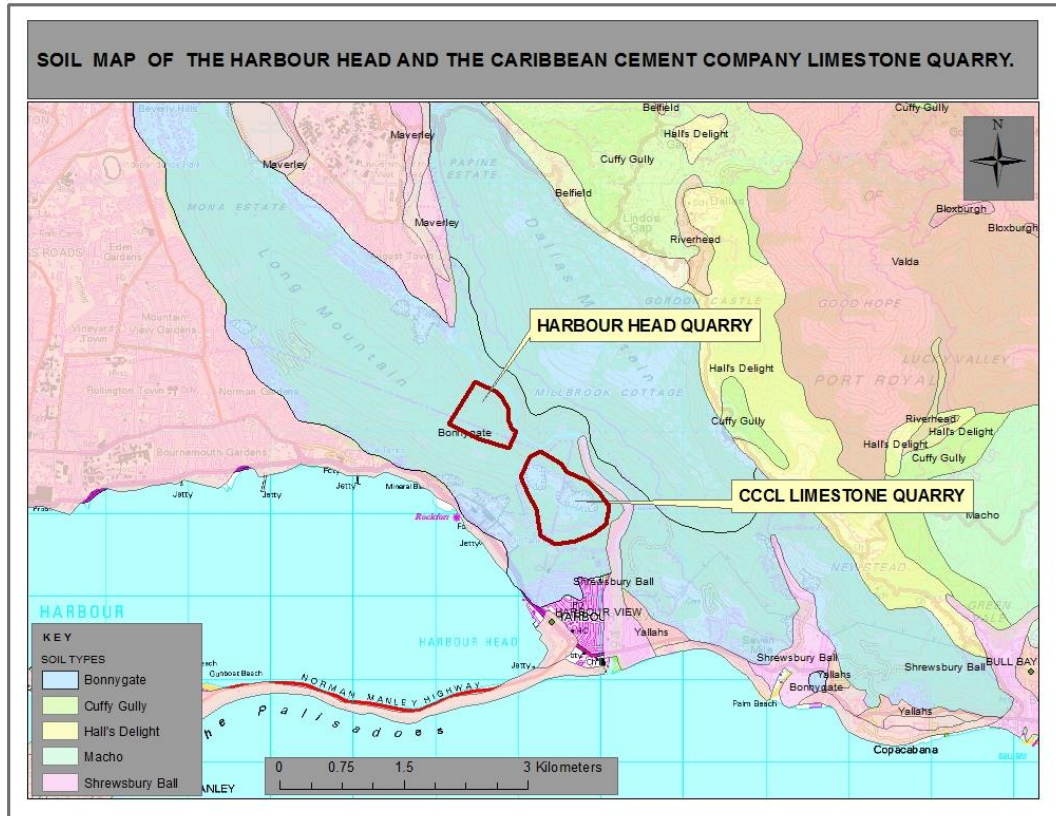 SOIL MAP OF THE HARBOUR HEAD AND THE CARIBBEAN CEMENT COMPANY LIMESTONE QUARRY.
Beverly Hills
Belfield
Cuffy Gully
Maverley
Hall's Delight
N
Maverley
PAPINE
ESTATE
Cuffy Gully
OF
MONA ESTATE
Belfield
Dallas
Bloxburgh
Maverley
Lindos
Gap
Bloxburgh
Eden
Gardens
Riverhead
Valda
Long Mountain
Dallas Mountain
GORDON CASTLE
GOOD HOPE
Mountain
View Gardens
Vineyard
Town
HARBOUR HEAD QUARRY
LUCKY VALLEY
Rollington Town
Norman Gardens
MILLBROOK COTTAGE
Hall's Delight
PORT ROYAL
Cuffy Gully
Riverhead
Hall's Delight
Bonnygate
Hall's Delight
Bournemouth Gardens
Cuffy Gully
Jetty
Jetty
Jetty
CCCL LIMESTONE QUARRY
Rockfort
Macho
Jetty
NEWSTEAD
Shrewsbury Ball
HARBOUR
HARBOUR VIEW
HARBOUR HEAD
Yallahs
Shrewsbury Ball
Shrewsbury Ball
BULL BAY
Jetty
Yallahs
Bonnygate
Gunboat Beach
NORMAN MANLEY HIGHWAY
Palm Beach
Yallahs
The Palisadoes
Copacabana
KEY
SOIL TYPES
Bonnygate
Cuffy Gully
Hall's Delight
Macho
Shrewsbury Ball
0 0.75 1.5 3 Kilometers